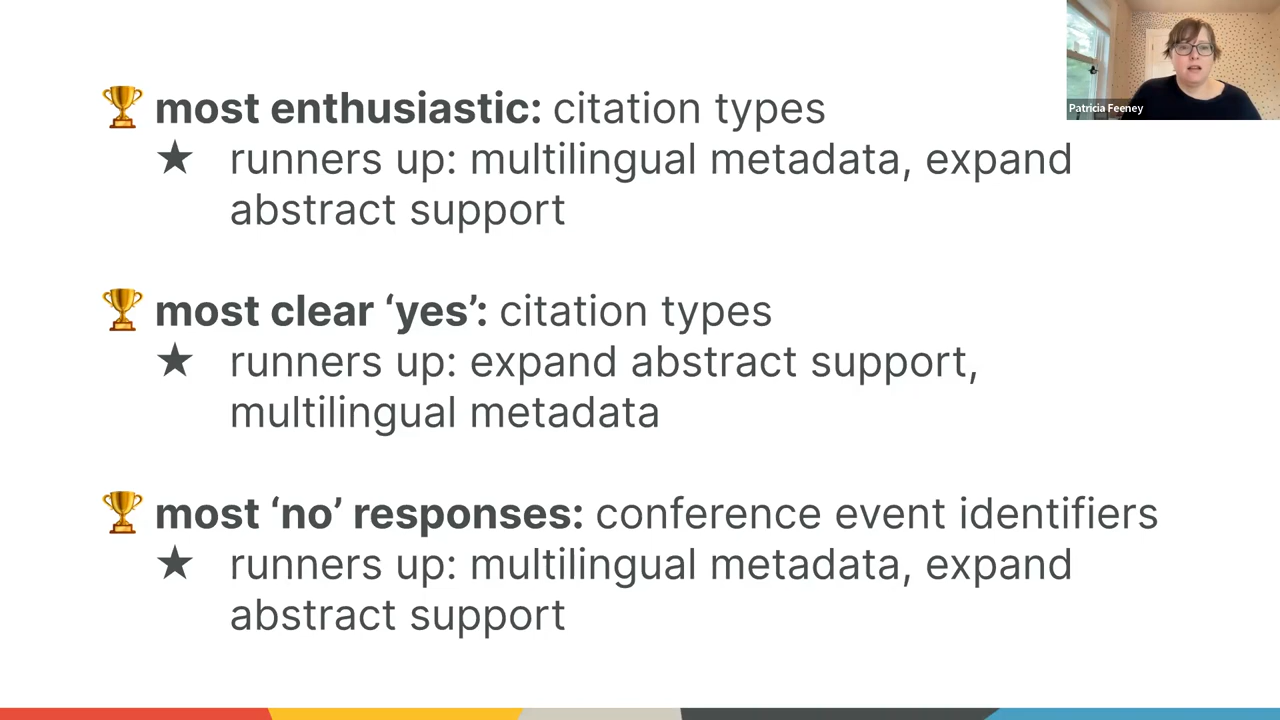 🏆 most enthusiastic: citation types
★ runners up: multilingual metadata, expand
abstract support
🏆 most clear ‘yes’: citation types
★ runners up: expand abstract support,
multilingual metadata
🏆 most ‘no’ responses: conference event identifiers
★ runners up: multilingual metadata, expand
abstract support
Patricia Feeney